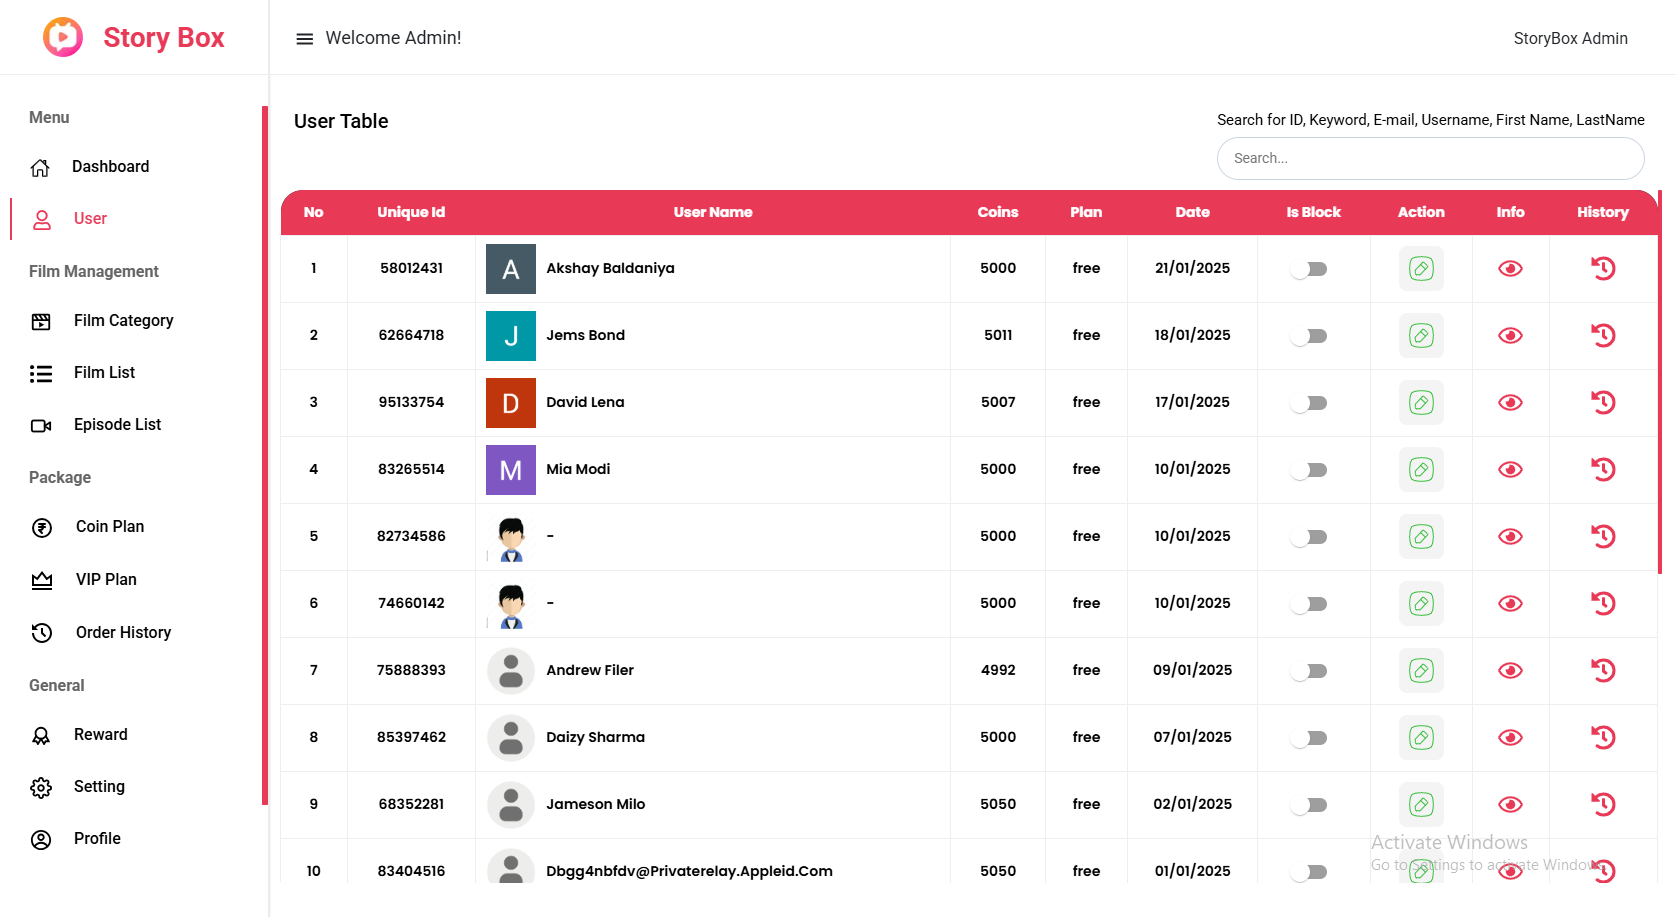 Story Box
Welcome Admin!
StoryBox Admin
Menu
Dashboard
User
Film Management
Film Category
Film List
Episode List
Package
Coin Plan
VIP Plan
Order History
General
Reward
Setting
Profile
User Table
Search for ID, Keyword, E-mail, Username, First Name, LastName
Search...
No Unique Id User Name Coins Plan Date Is Block Action Info History
1 58012431 A Akshay Baldaniya 5000 free 21/01/2025
2 62664718 J Jems Bond 5011 free 18/01/2025
3 95133754 D David Lena 5007 free 17/01/2025
4 83265514 M Mia Modi 5000 free 10/01/2025
5 82734586 - 5000 free 10/01/2025
6 74660142 - 5000 free 10/01/2025
7 75888393 Andrew Filer 4992 free 09/01/2025
8 85397462 Daizy Sharma 5000 free 07/01/2025
9 68352281 Jameson Milo 5050 free 02/01/2025
10 83404516 Dbgg4nbfdv@Privaterelay.Appleid.Com 5050 free 01/01/2025
Activate Windows
Go to Settings to activate Windows.